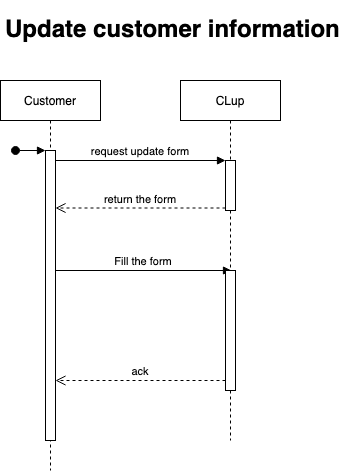 Update customer information
Customer
CLup
request update form
return the form
Fill the form
ack